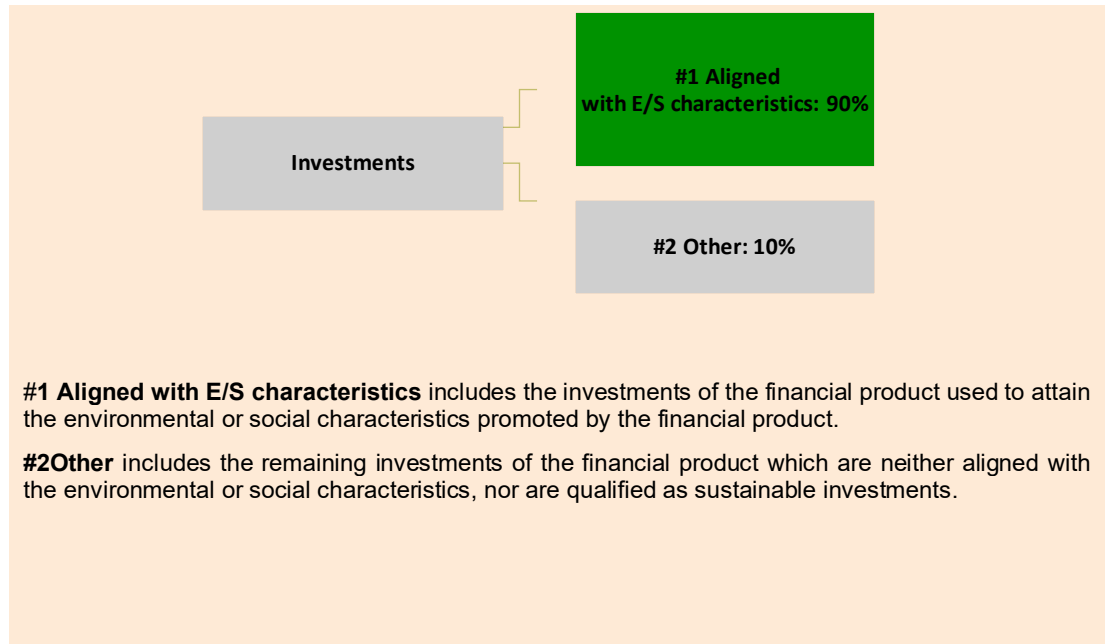 #1 Aligned
with E/S characteristics: 90%
Investments
#2 Other: 10%
#1 Aligned with E/S characteristics includes the investments of the financial product used to attain
the environmental or social characteristics promoted by the financial product.
#2Other includes the remaining investments of the financial product which are neither aligned with
the environmental or social characteristics, nor are qualified as sustainable investments.